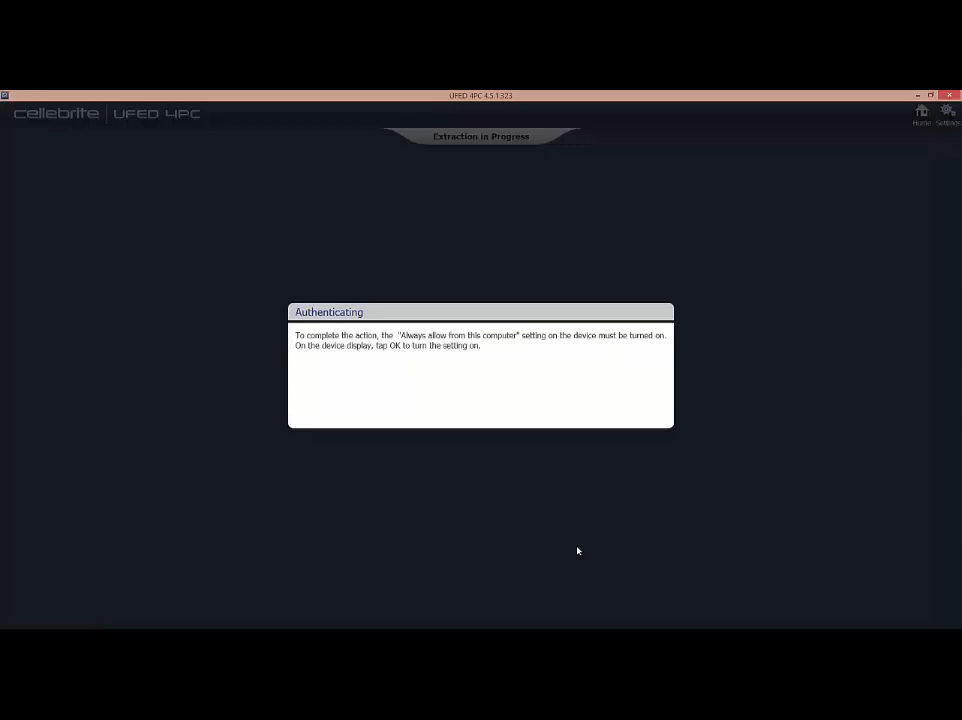 UFED 4PC 4.5.1.323
cellebrite UFED 4PC
Home Settings
Extraction in Progress
Authenticating
To complete the action, the "Always allow from this computer" setting on the device must be turned on.
On the device display, tap OK to turn the setting on.